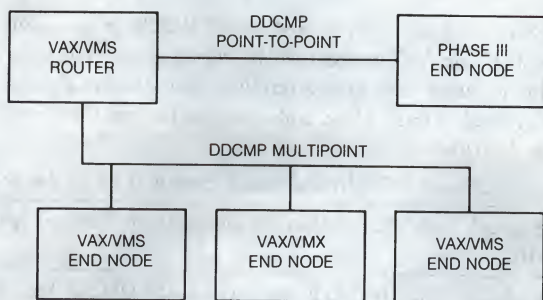 DDCMP
POINT-TO-POINT
VAX/VMS
ROUTER
PHASE III
END NODE
DDCMP MULTIPOINT
VAX/VMS
END NODE
VAX/VMX
END NODE
VAX/VMS
END NODE